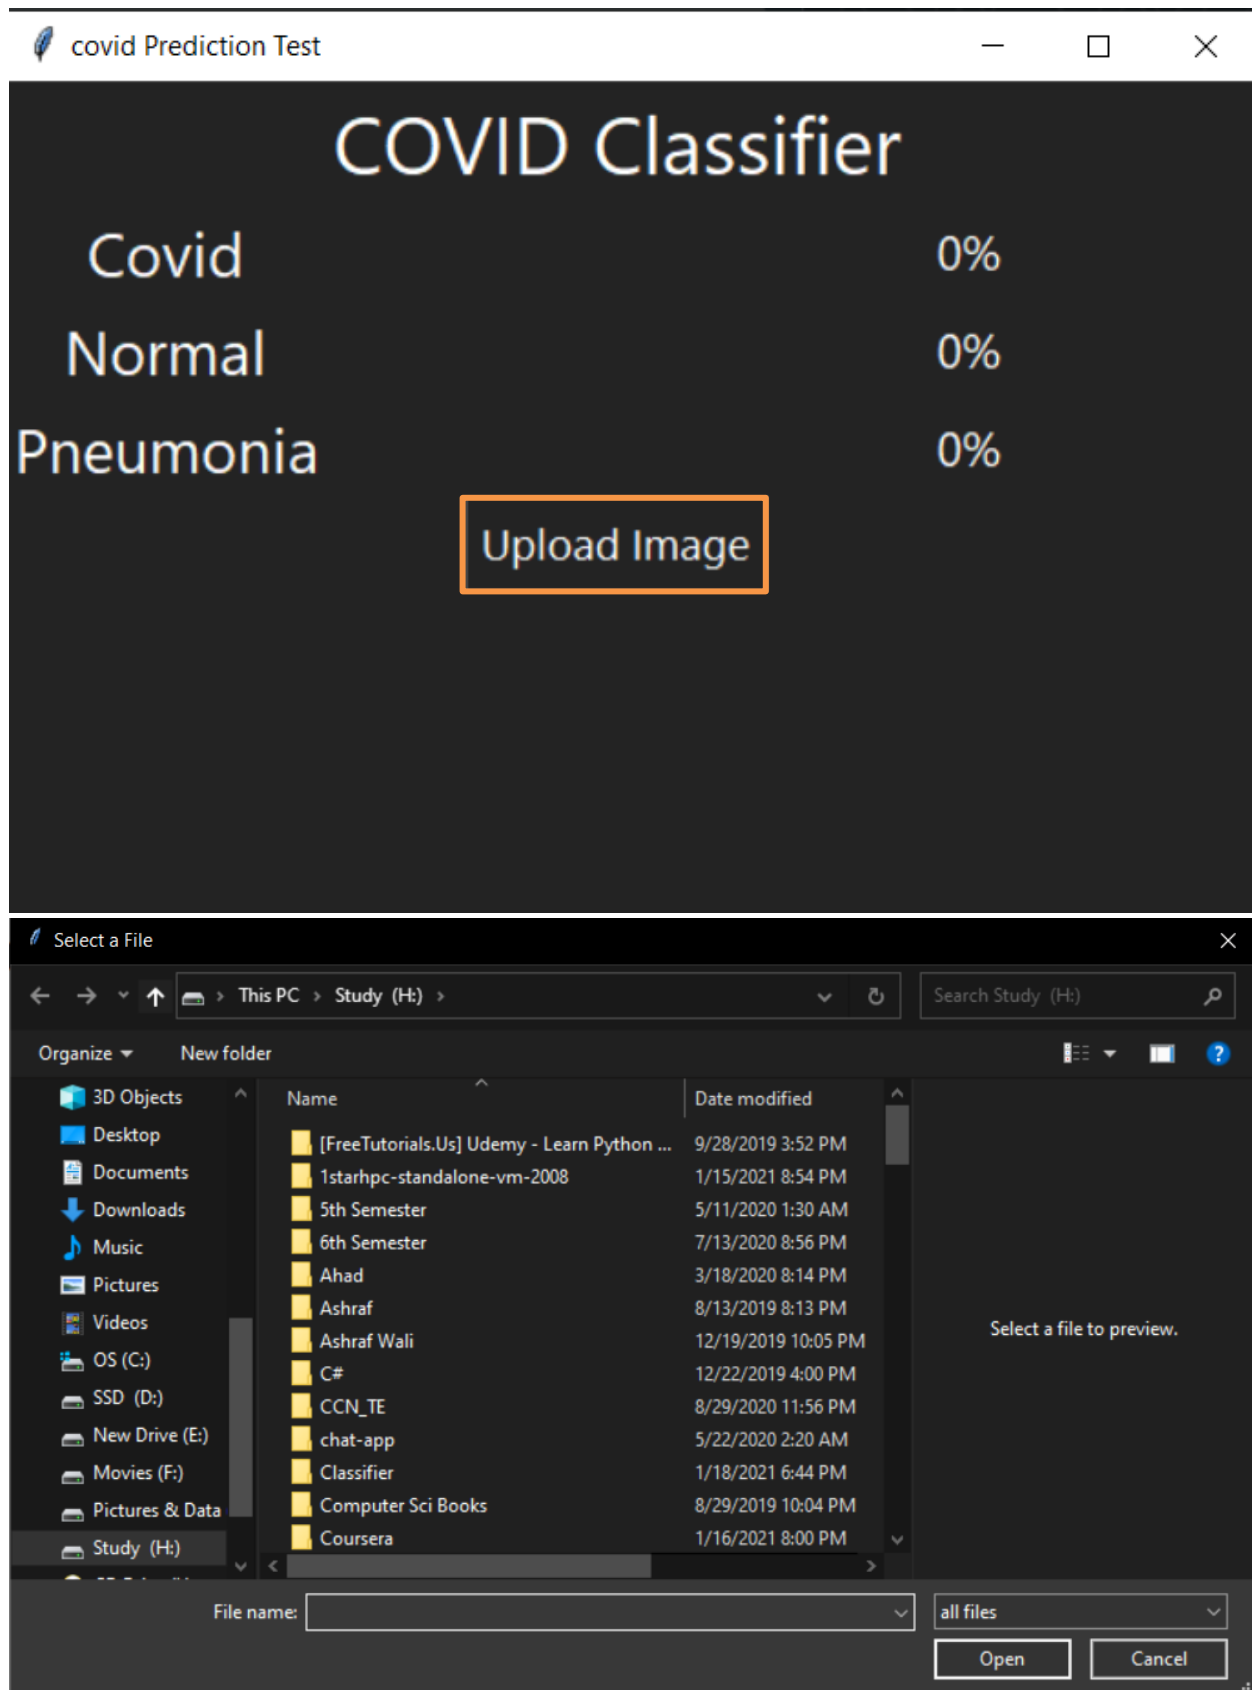 covid Prediction Test
COVID Classifier
Covid 0%
Normal 0%
Pneumonia 0%
Upload Image
Select a File
This PC > Study (H:) >
Search Study (H:)
Organize
New folder
3D Objects
Desktop
Documents
Downloads
Music
Pictures
Videos
OS (C:)
SSD (D:)
New Drive (E:)
Movies (F:)
Pictures & Data
Study (H:)
Name Date modified
[FreeTutorials.Us] Udemy - Learn Python ... 9/28/2019 3:52 PM
1starhpc-standalone-vm-2008 1/15/2021 8:54 PM
5th Semester 5/11/2020 1:30 AM
6th Semester 7/13/2020 8:56 PM
Ahad 3/18/2020 8:14 PM
Ashraf 8/13/2019 8:13 PM
Ashraf Wali 12/19/2019 10:05 PM
C# 12/22/2019 4:00 PM
CCN_TE 8/29/2020 11:56 PM
chat-app 5/22/2020 2:20 AM
Classifier 1/18/2021 6:44 PM
Computer Sci Books 8/29/2019 10:04 PM
Coursera 1/16/2021 8:00 PM
Select a file to preview.
File name:
all files
Open
Cancel